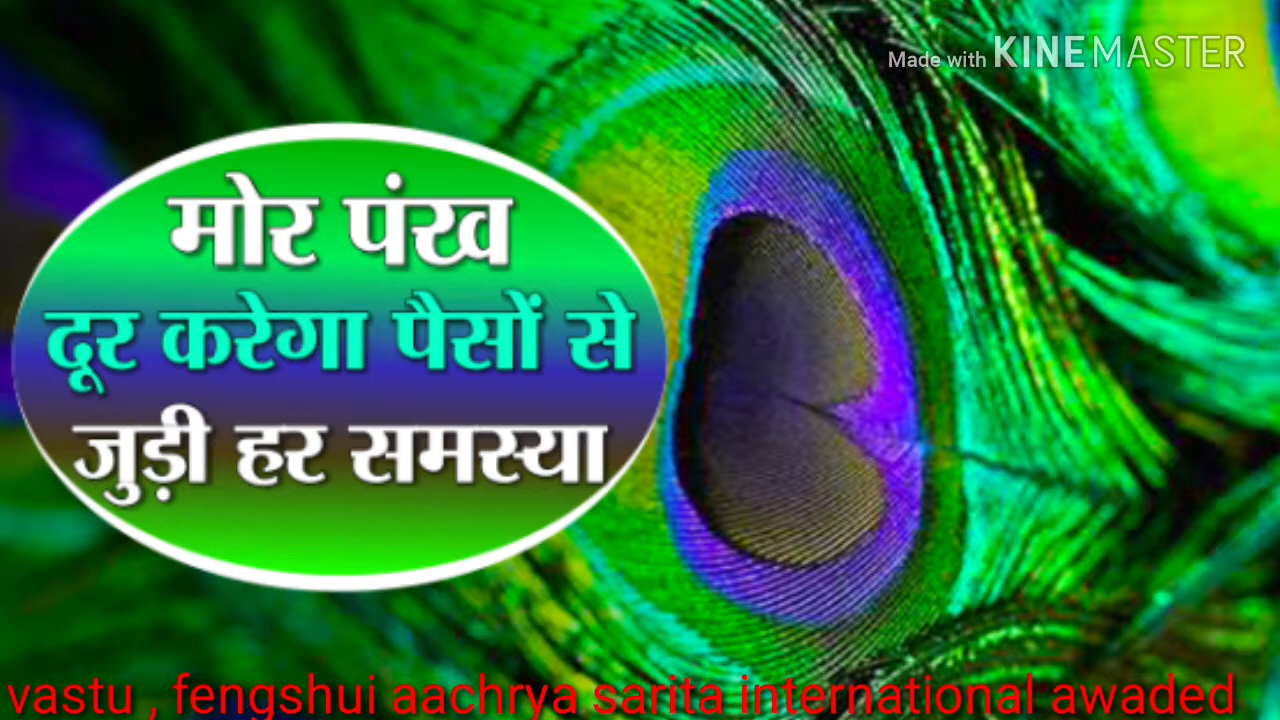 Made with KINEMASTER
मोर पंख
दूर करेगा पैसों से
जुड़ी हर समस्या
vastu , fengshui aachrya sarita international awaded